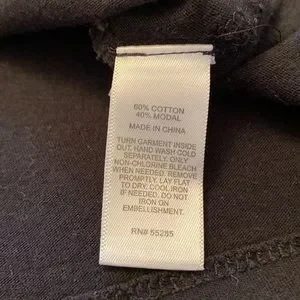 60% COTTON
40% MODAL
MADE IN CHINA
TURN GARMENT INSIDE
OUT. HAND WASH COLD
SEPARATELY. ONLY
NON-CHLORINE BLEACH
WHEN NEEDED. REMOVE
PROMPTLY. LAY FLAT
TO DRY. COOL IRON
IF NEEDED. DO NOT
IRON ON
EMBELLISHMENT.
RN# 55285